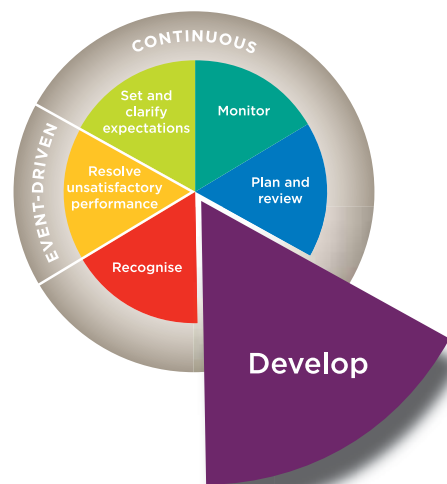 CONTINUOUS
EVENT-DRIVEN
Set and
clarify
expectations
Monitor
Resolve
unsatisfactory
performance
Plan and
review
Recognise
Develop